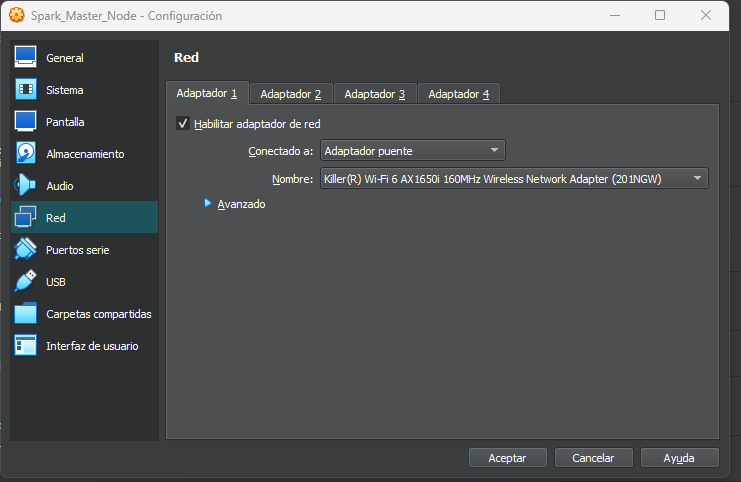 Spark_Master_Node - Configuración
General
Sistema
Pantalla
Almacenamiento
Audio
Red
Puertos serie
USB
Carpetas compartidas
Interfaz de usuario
Red
Adaptador 1 Adaptador 2 Adaptador 3 Adaptador 4
Habilitar adaptador de red
Conectado a: Adaptador puente
Nombre: Killer(R) Wi-Fi 6 AX1650i 160MHz Wireless Network Adapter (201NGW)
Avanzado
Aceptar Cancelar Ayuda